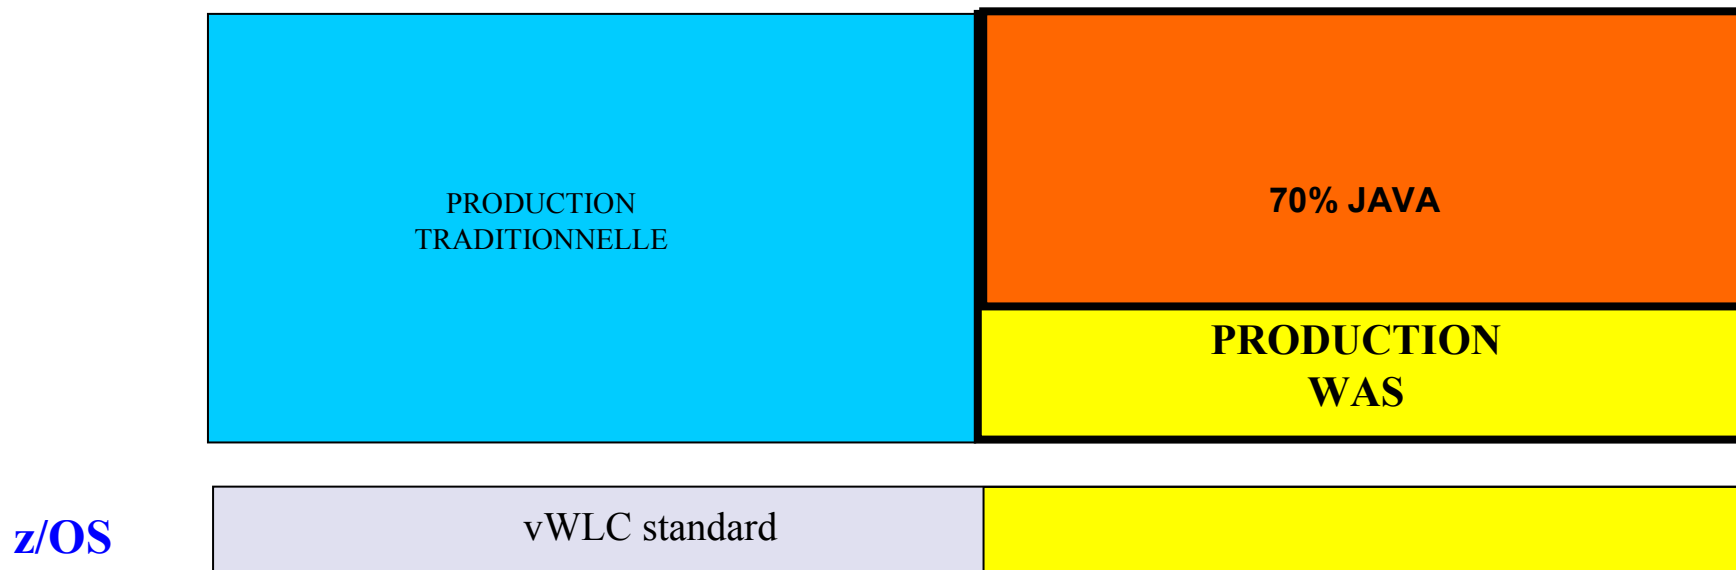 PRODUCTION
TRADITIONNELLE
70% JAVA
PRODUCTION
WAS
z/OS
vWLC standard